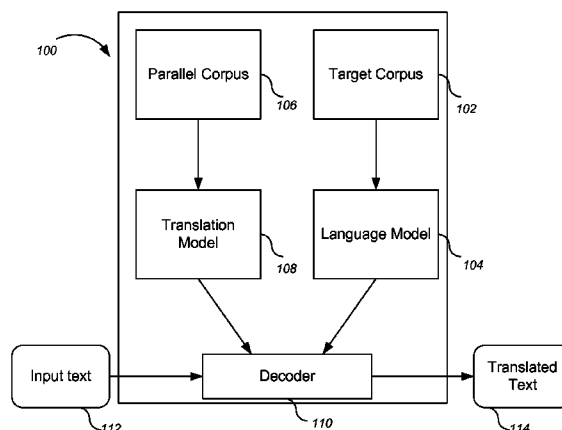 100
Parallel Corpus
106
Target Corpus
102
Translation
Model
108
Language Model
104
Input text
112
Decoder
110
Translated
Text
114